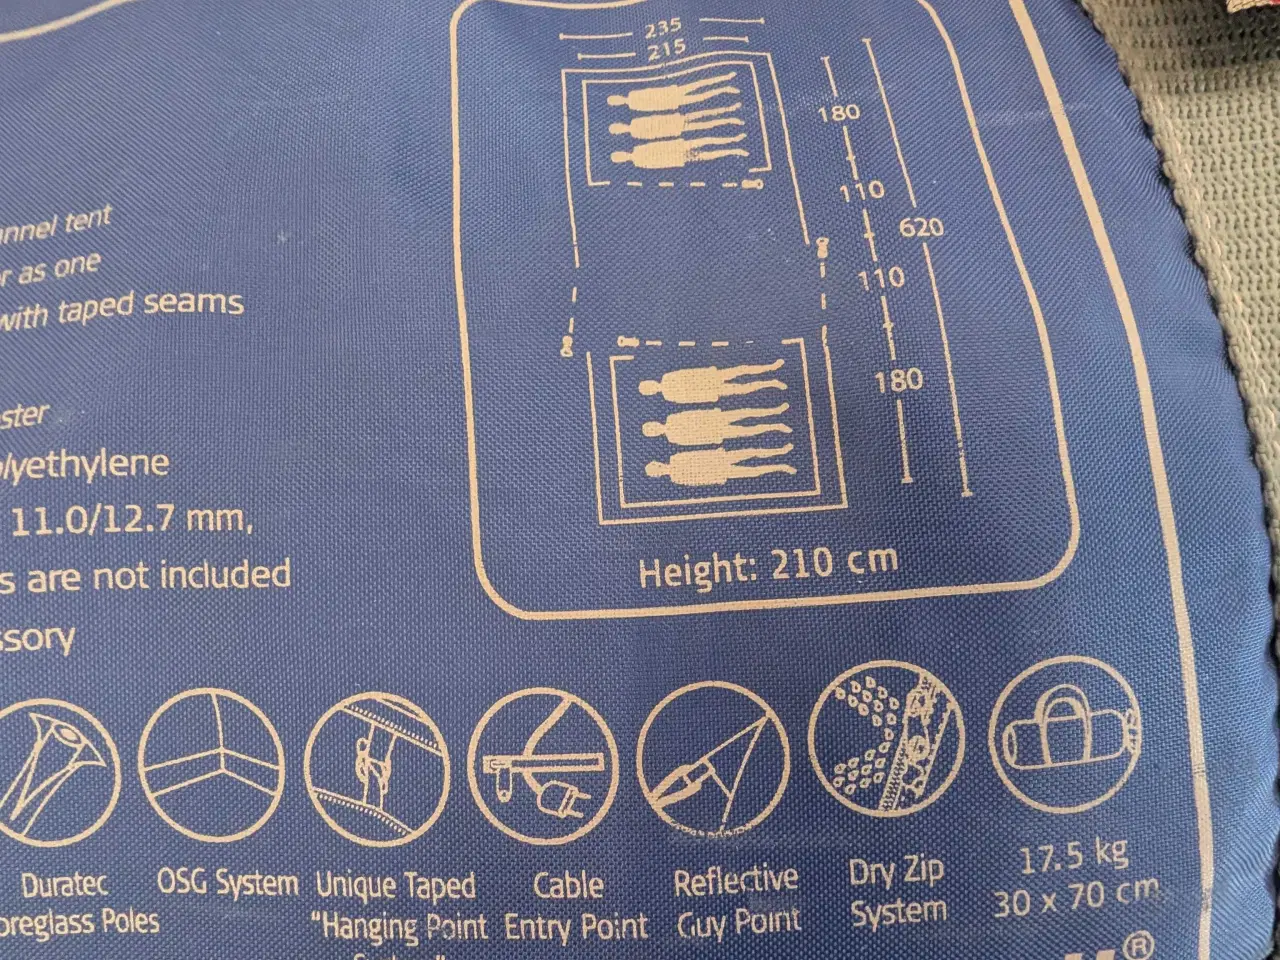 235
215
180
110
620
110
180
Height: 210 cm
nnel tent
r as one
with taped seams
ster
lyethylene
11.0/12.7 mm,
s are not included
ssory
Duratec
breglass Poles
OSG System
Unique Taped
"Hanging Point
Cable
Entry Point
Reflective
Guy Point
Dry Zip
System
17.5 kg
30 x 70 cm
®